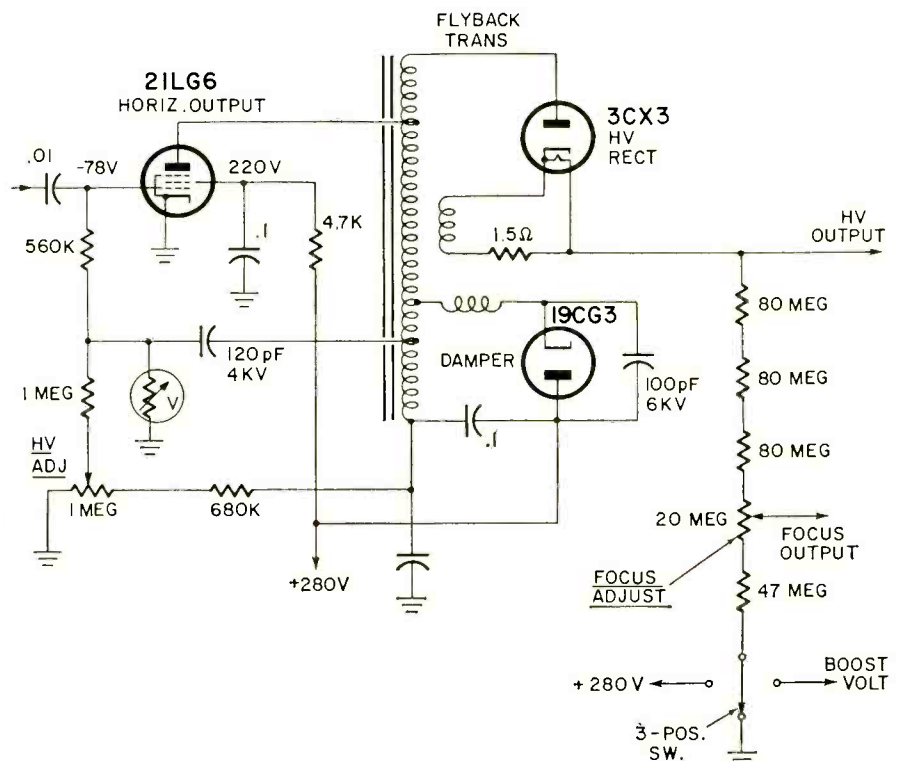 FLYBACK
TRANS
21LG6
HORIZ. OUTPUT
3CX3
HV
RECT
.01
-78V
220V
.1
4.7K
560K
1.5Ω
HV
OUTPUT
80 MEG
80 MEG
80 MEG
19CG3
DAMPER
100pF
6KV
120pF
4KV
1 MEG
V
.1
HV
ADJ
1 MEG
680K
20 MEG
FOCUS
OUTPUT
FOCUS
ADJUST
47 MEG
+280V
+280V
BOOST
VOLT
3-POS.
SW.